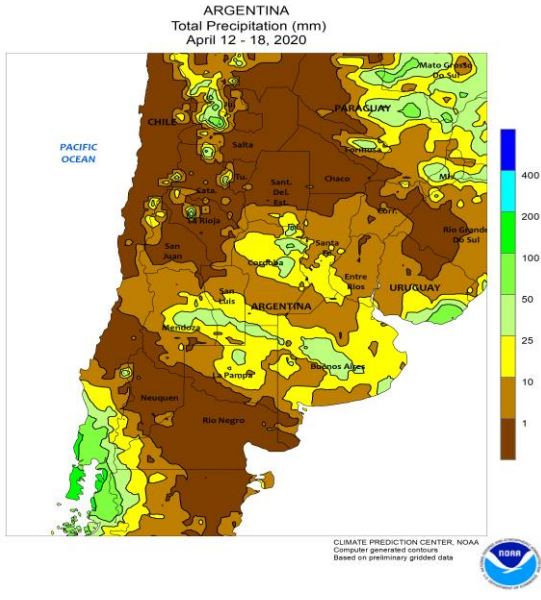 ARGENTINA
Total Precipitation (mm)
April 12 - 18, 2020
Mato Grosso
Do Sul
Ju.
PARAGUAY
CHILE
PACIFIC
OCEAN
Salta
Formosa
400
Tu.
Sant.
Del.
Est.
Chaco
Mis.
Cata.
200
La Rioja
Corr.
Rio Grande
Do Sul
San
Juan
Santa
Fe
100
Cordoba
Entre
Rios
URUGUAY
San
Luis
ARGENTINA
50
Mendoza
25
La Pampa
Buenos Aires
10
Neuquen
Rio Negro
1
CLIMATE PREDICTION CENTER, NOAA
Computer generated contours
Based on preliminary gridded data
NOAA